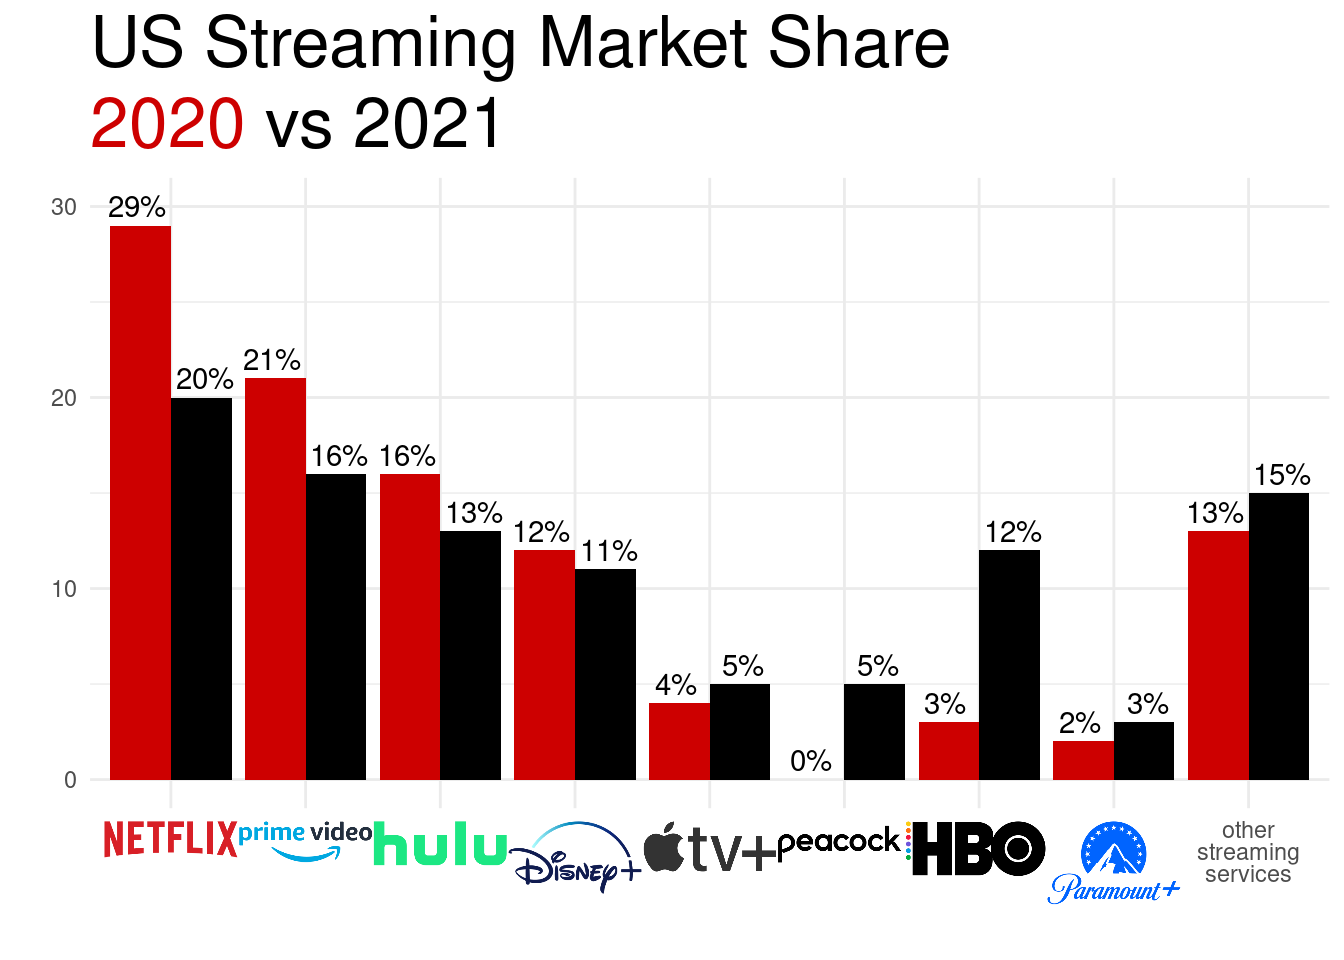 US Streaming Market Share
2020 vs 2021
30
20
10
0
29%
20%
21%
16%
16%
13%
12%
11%
4%
5%
0%
5%
3%
12%
2%
3%
13%
15%
NETFLIX
prime video
hulu
Disney+
tv+
peacock
HBO
Paramount+
other
streaming
services